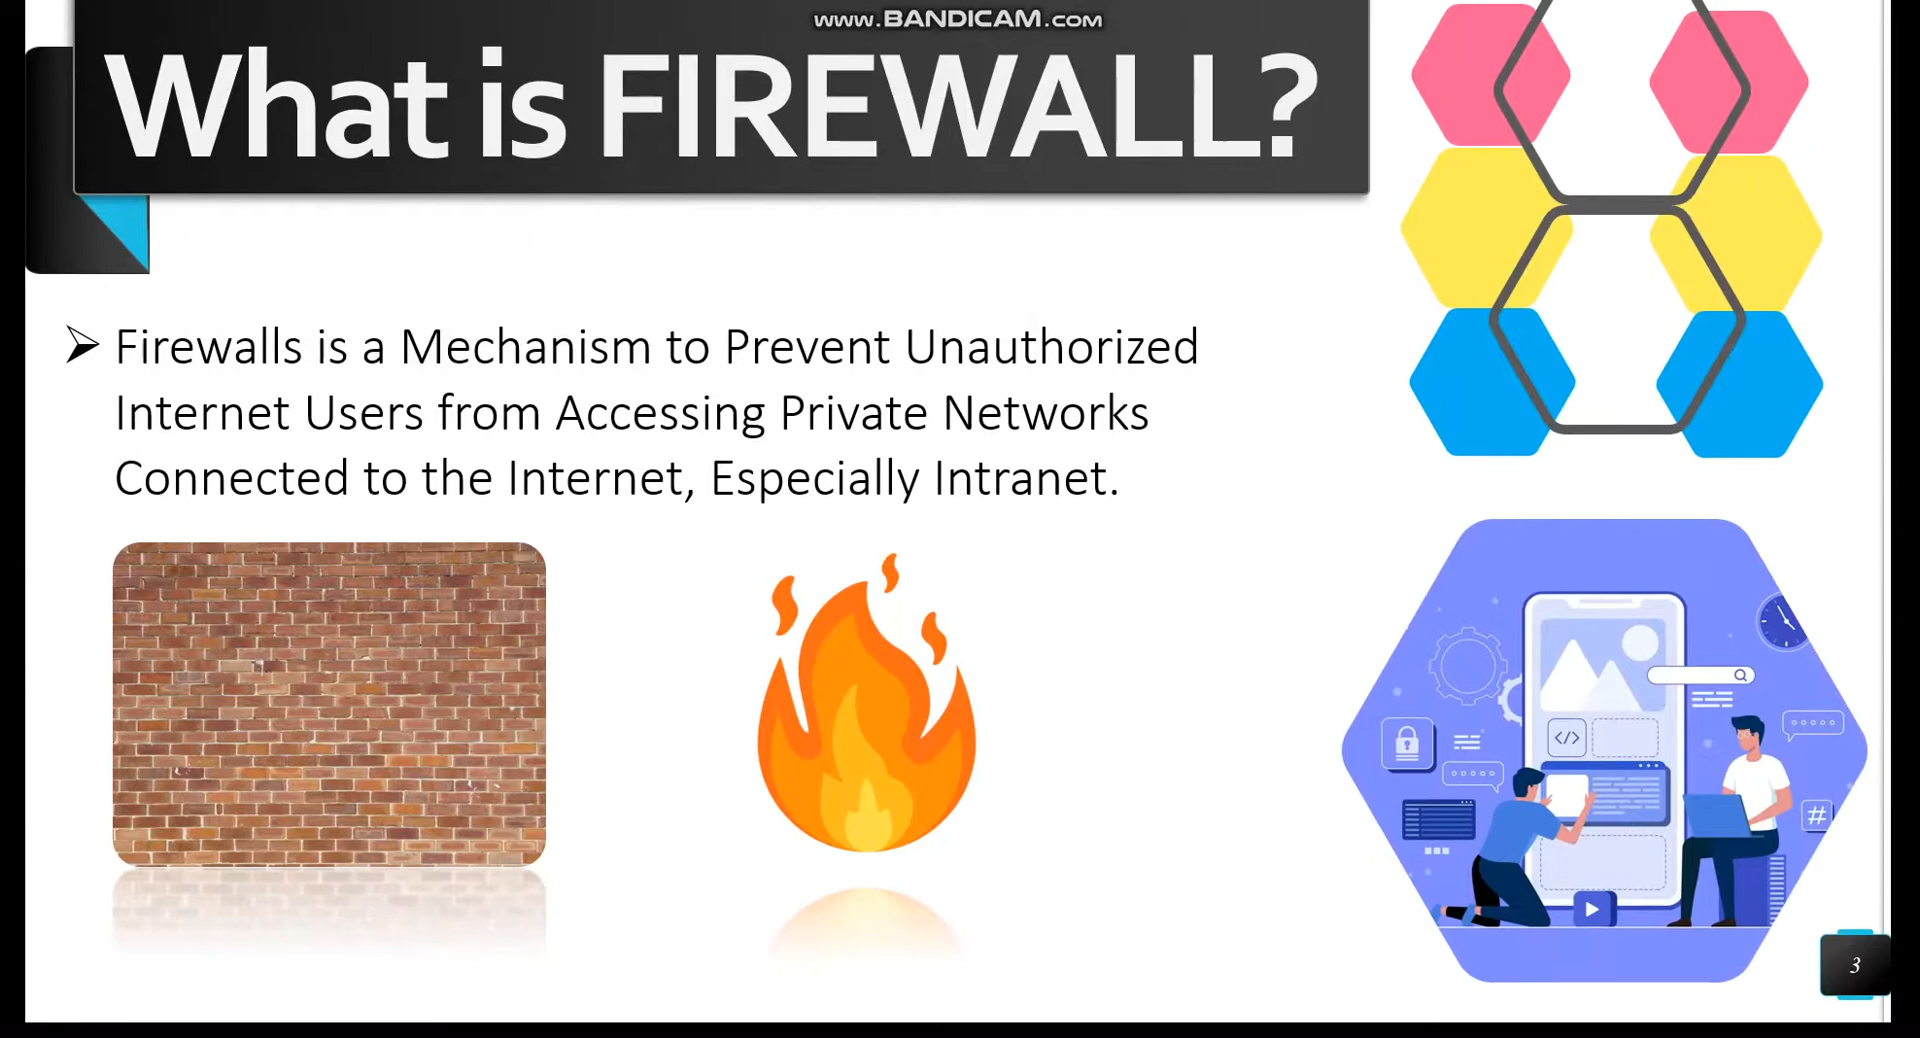 www.BANDICAM.com
What is FIREWALL?
➢ Firewalls is a Mechanism to Prevent Unauthorized
Internet Users from Accessing Private Networks
Connected to the Internet, Especially Intranet.
</>
#
3